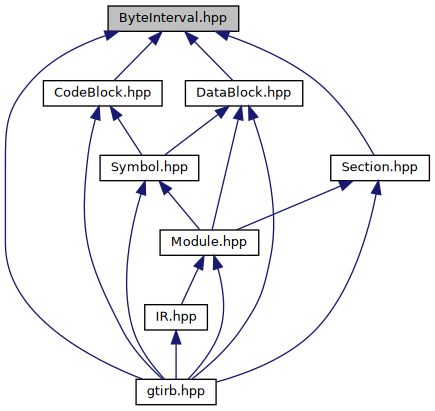 ByteInterval.hpp
CodeBlock.hpp
DataBlock.hpp
Symbol.hpp
Section.hpp
Module.hpp
IR.hpp
gtirb.hpp